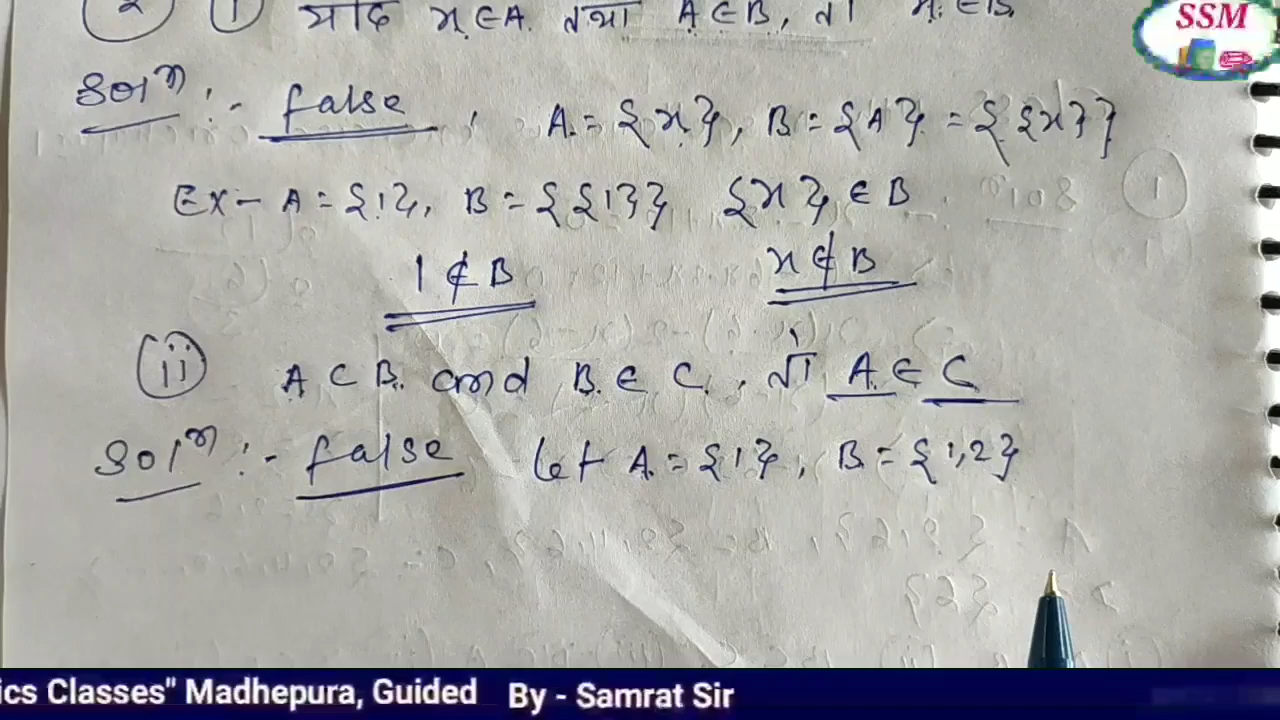 2 (i) यदि x ∈ A तथा A ∈ B, तो x ∈ B.
SSM
Solⁿ :- false, A = {x}, B = {A} = {{x}}
Ex - A = {1}, B = {{1}} {x} ∈ B
1 ∉ B x ∉ B
(ii) A ⊂ B. and B ∈ C, तो A ∈ C
Solⁿ :- false let A = {1}, B = {1,2}
ics Classes" Madhepura, Guided By - Samrat Sir